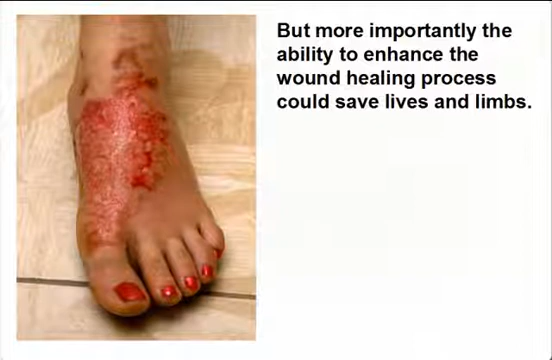 But more importantly the
ability to enhance the
wound healing process
could save lives and limbs.